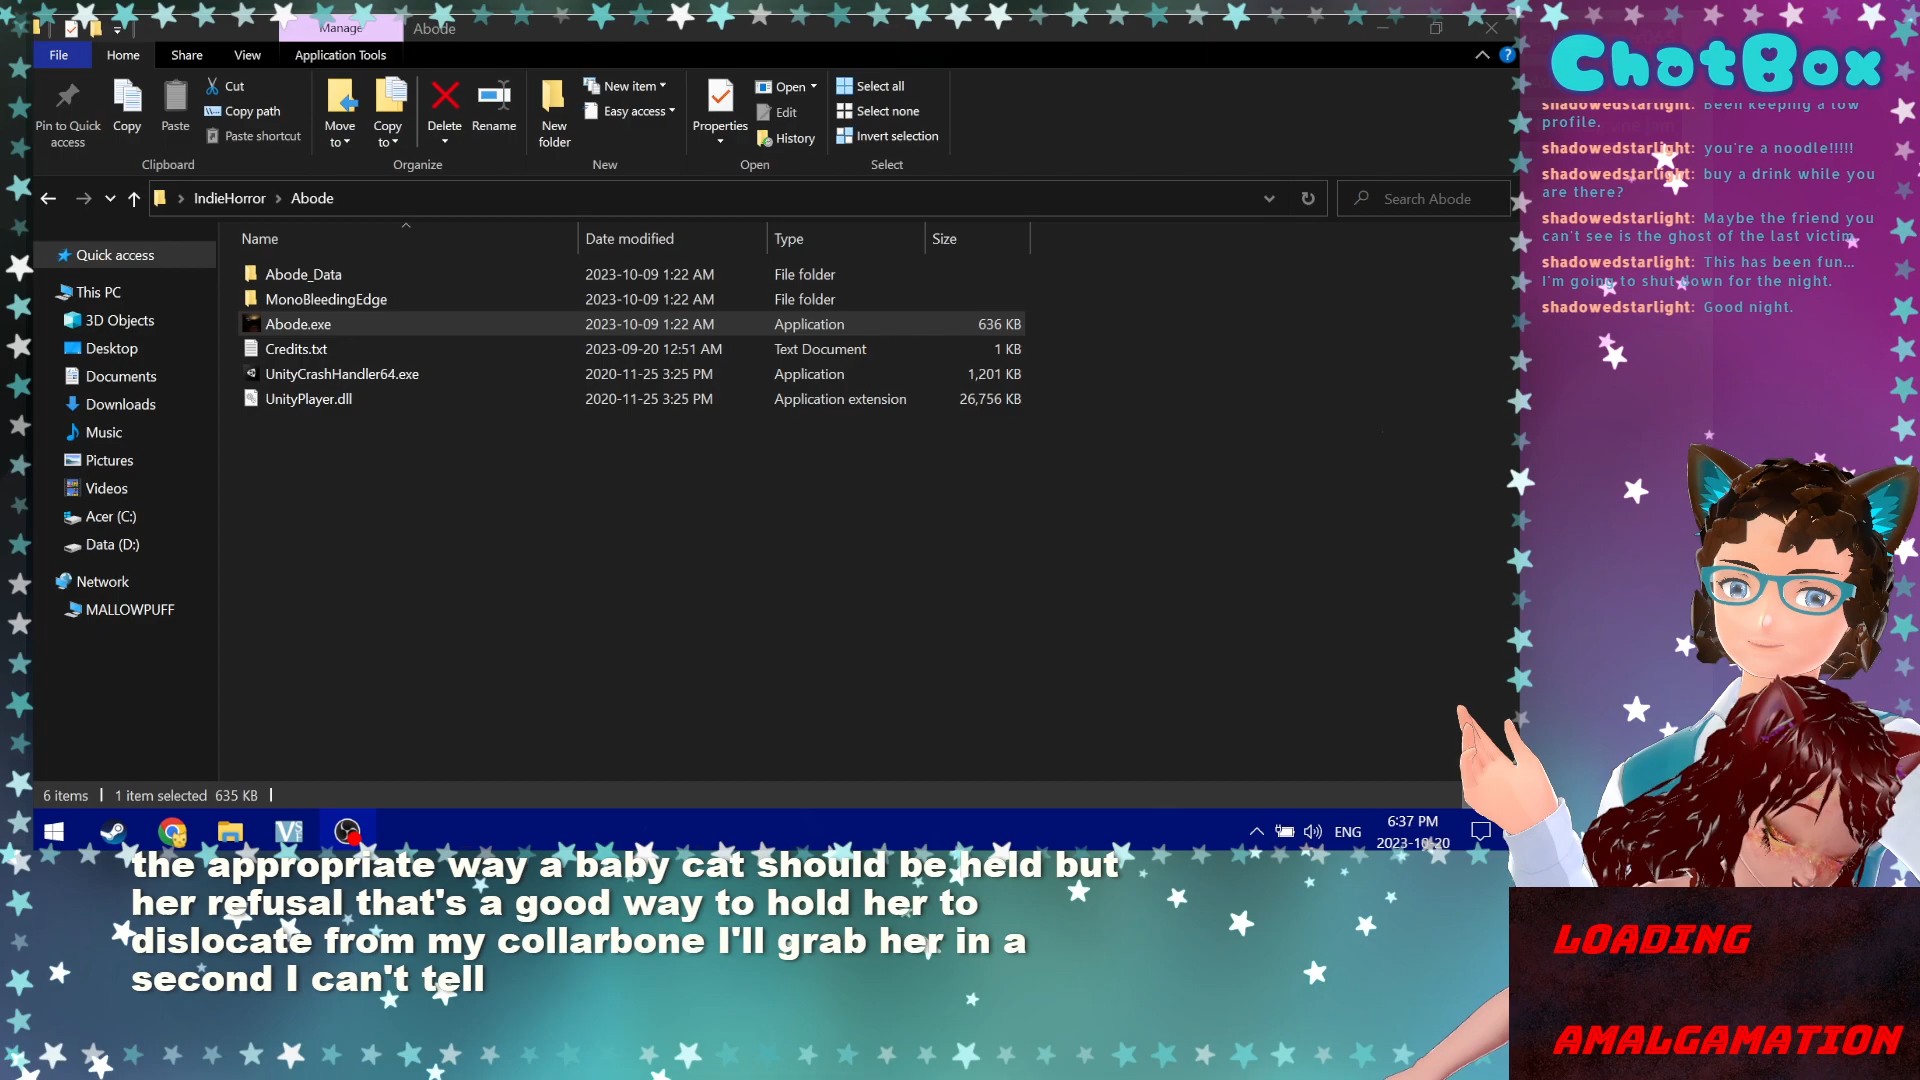 Manage
Abode
File
Home
Share
View
Application Tools
Pin to Quick access
Copy
Paste
Cut
Copy path
Paste shortcut
Clipboard
Move to
Copy to
Delete
Rename
Organize
New folder
New item
Easy access
New
Properties
Open
Edit
History
Open
Select all
Select none
Invert selection
Select
IndieHorror
Abode
Search Abode
Name
Date modified
Type
Size
Abode_Data 2023-10-09 1:22 AM File folder
MonoBleedingEdge 2023-10-09 1:22 AM File folder
Abode.exe 2023-10-09 1:22 AM Application 636 KB
Credits.txt 2023-09-20 12:51 AM Text Document 1 KB
UnityCrashHandler64.exe 2020-11-25 3:25 PM Application 1,201 KB
UnityPlayer.dll 2020-11-25 3:25 PM Application extension 26,756 KB
Quick access
This PC
3D Objects
Desktop
Documents
Downloads
Music
Pictures
Videos
Acer (C:)
Data (D:)
Network
MALLOWPUFF
6 items
1 item selected 635 KB
ENG
6:37 PM
2023-10-20
ChatBox
shadowedstarlight: Been keeping a low
profile.
shadowedstarlight: you're a noodle!!!!!
shadowedstarlight: buy a drink while you
are there?
shadowedstarlight: Maybe the friend you
can't see is the ghost of the last victim
shadowedstarlight: This has been fun...
I'm going to shut down for the night.
shadowedstarlight: Good night.
the appropriate way a baby cat should be held but
her refusal that's a good way to hold her to
dislocate from my collarbone I'll grab her in a
second I can't tell
LOADING
AMALGAMATION